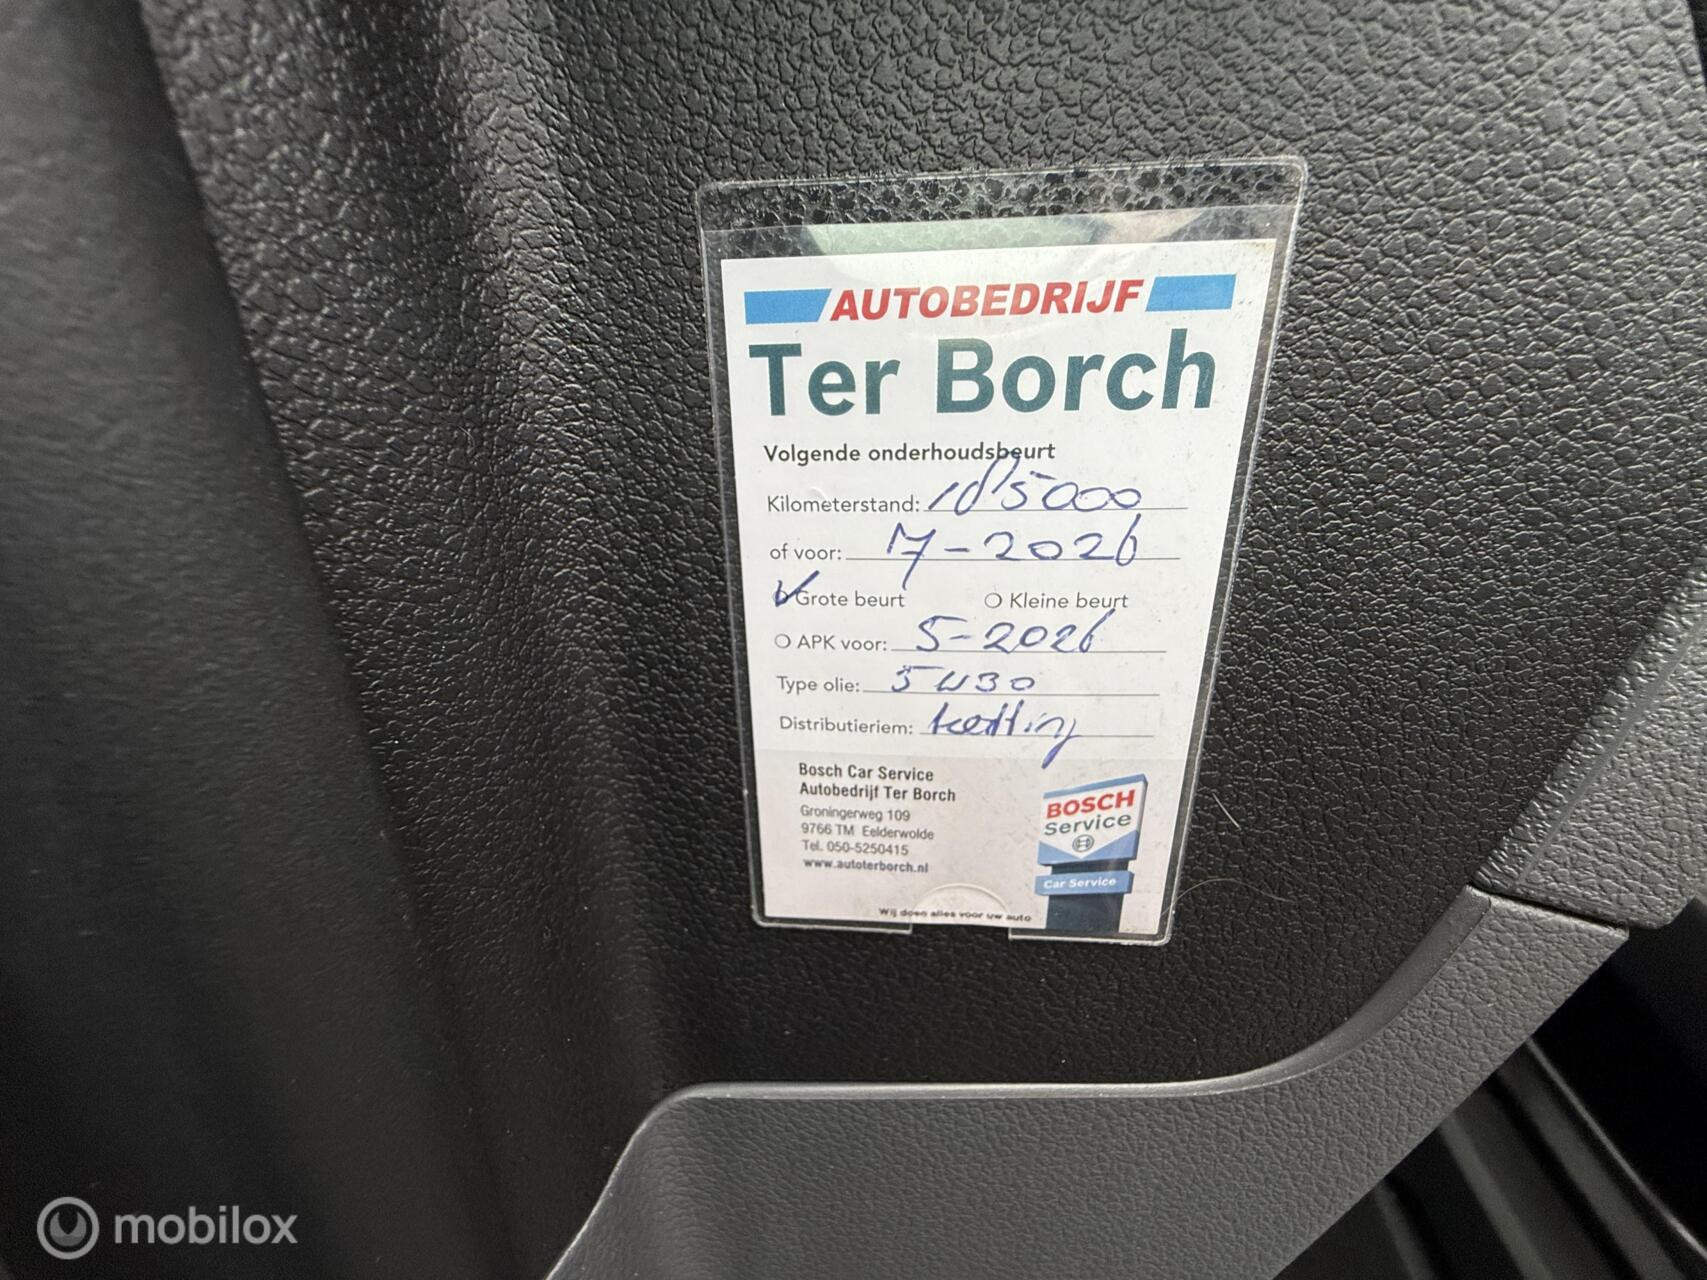 AUTOBEDRIJF
Ter Borch
Volgende onderhoudsbeurt
Kilometerstand:
of voor: 7-2026
Grote beurt Kleine beurt
APK voor: 5-2026
Type olie: 5W30
Distributieriem: ketting
Bosch Car Service
Autobedrijf Ter Borch
Groningerweg 109
9766 TM Eelderwolde
Tel. 050-5250415
www.autoterborch.nl
BOSCH
Service
Car Service
Wij doen alles voor uw auto
mobilox